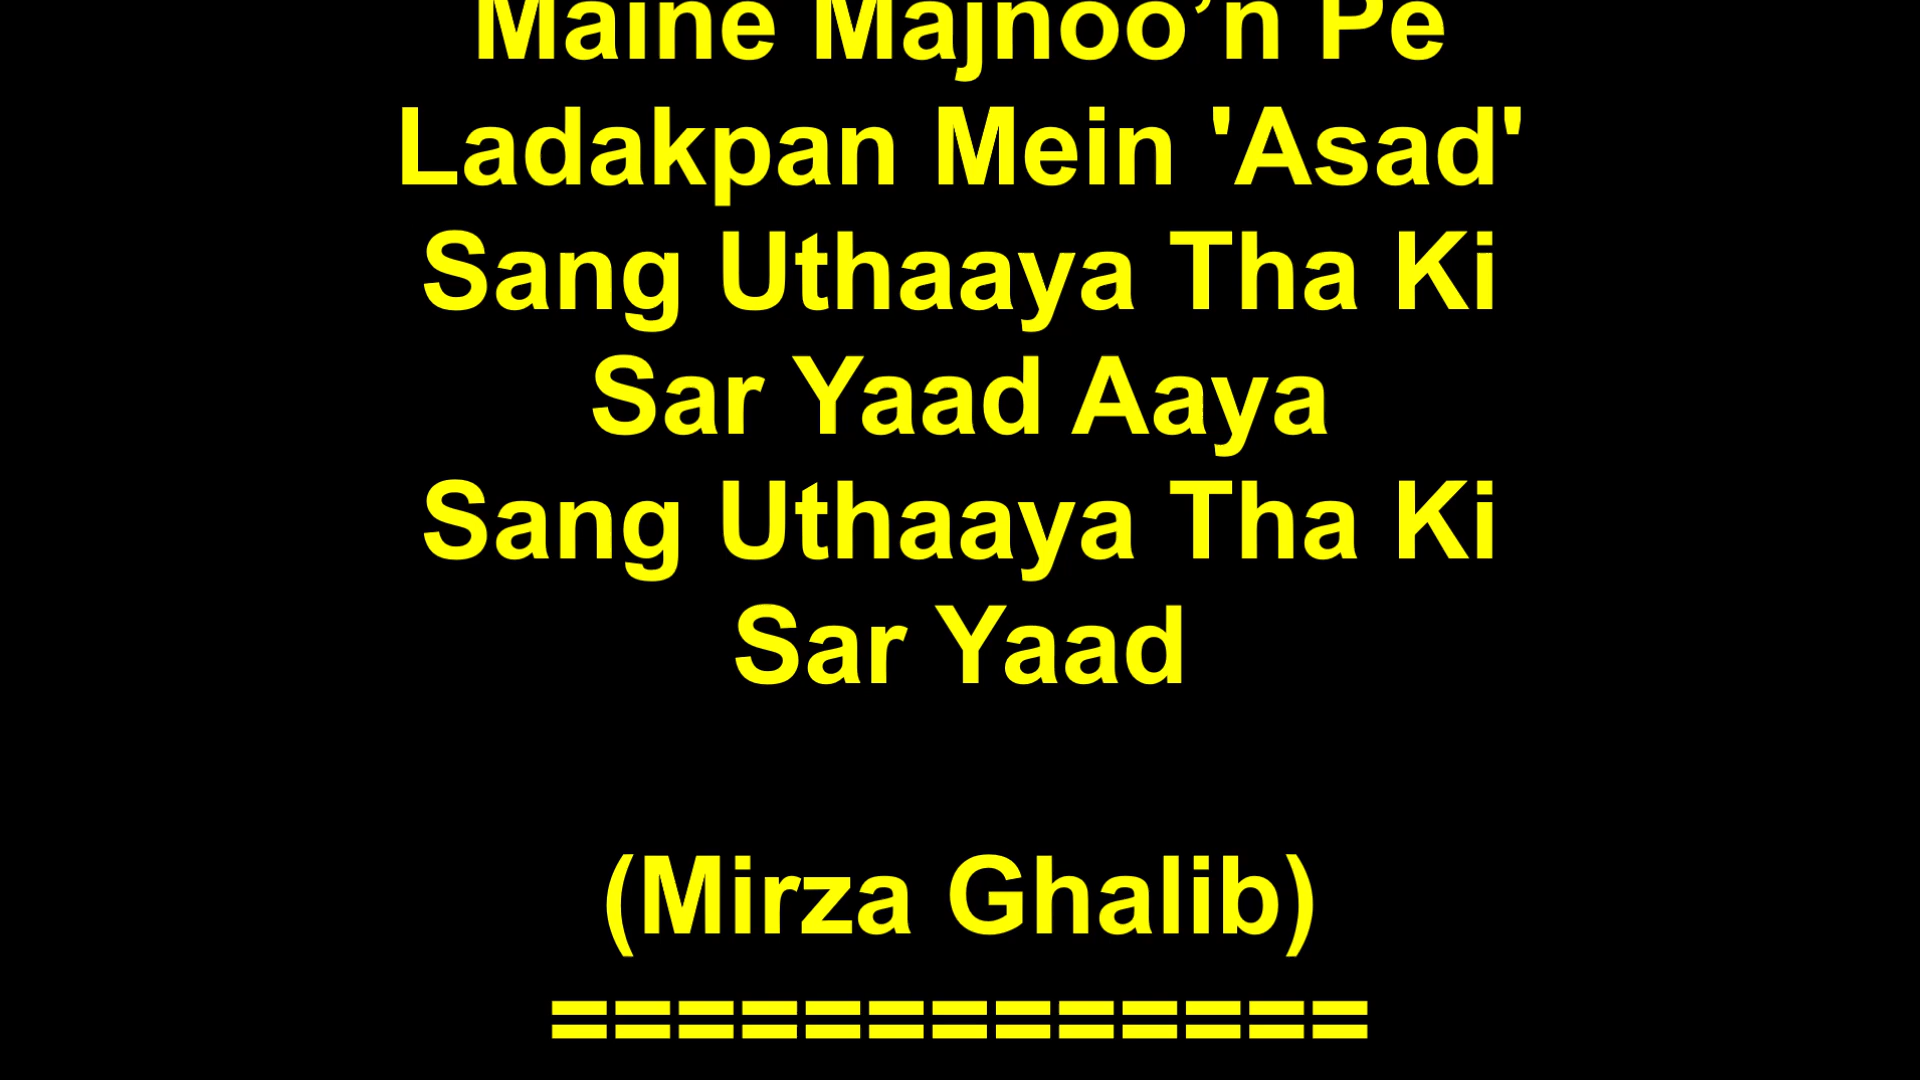 Maine Majnoo’n Pe
Ladakpan Mein 'Asad'
Sang Uthaaya Tha Ki
Sar Yaad Aaya
Sang Uthaaya Tha Ki
Sar Yaad
(Mirza Ghalib)
=============